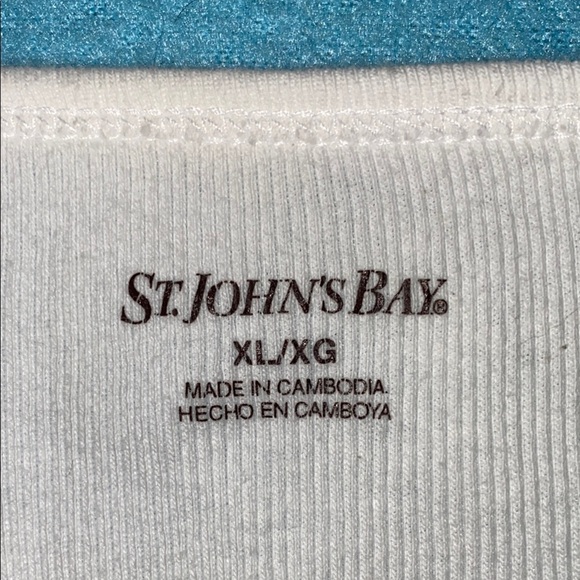 ST. JOHN'S BAY®
XL/XG
MADE IN CAMBODIA
HECHO EN CAMBOYA